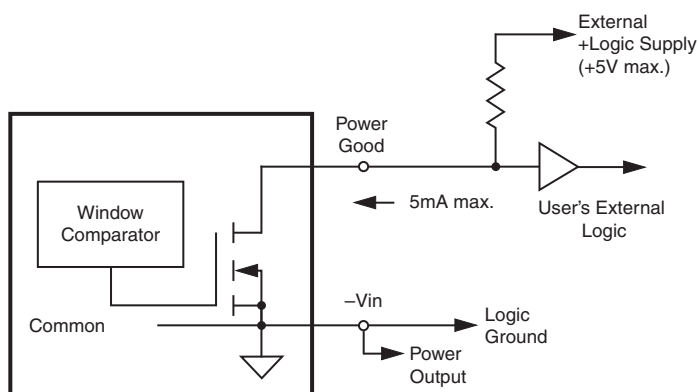 External
+Logic Supply
(+5V max.)
Power
Good
5mA max.
User's External
Logic
Window
Comparator
–Vin
Logic
Ground
Common
Power
Output